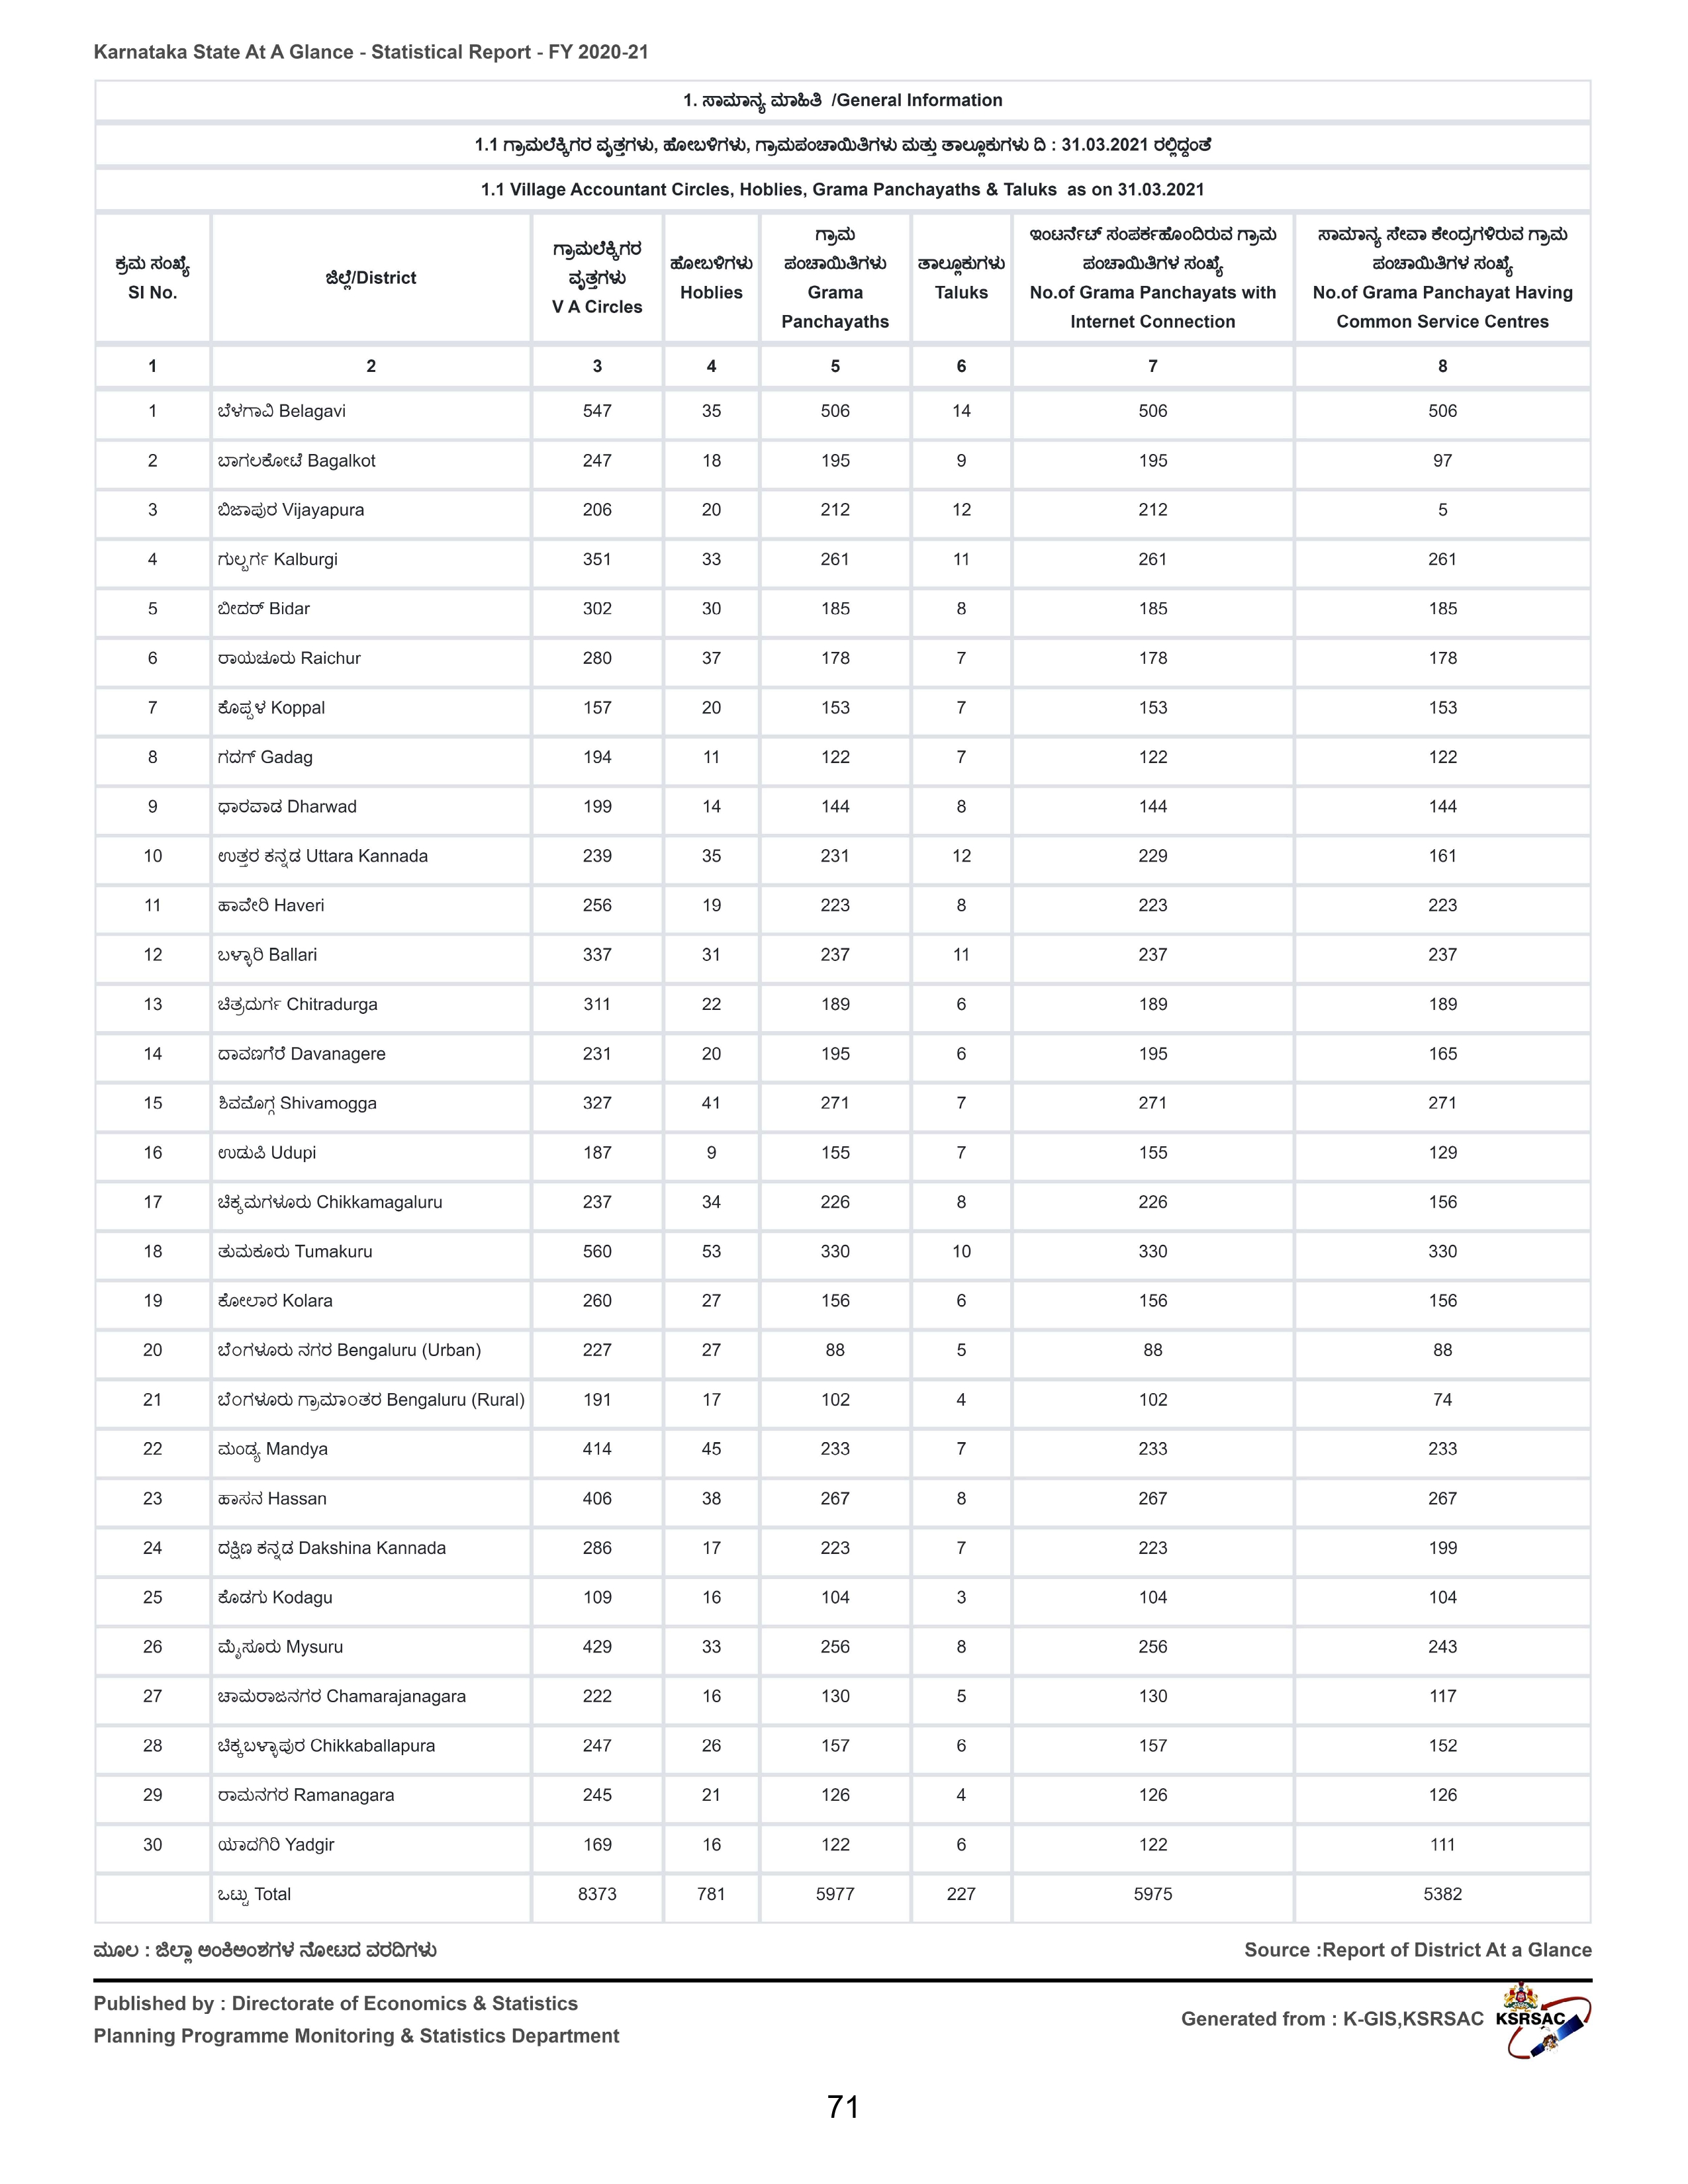 Karnataka State At A Glance - Statistical Report - FY 2020-21
1. ಸಾಮಾನ್ಯ ಮಾಹಿತಿ /General Information
1.1 ಗ್ರಾಮಲೆಕ್ಕಿಗರ ವೃತ್ತಗಳು, ಹೋಬಳಿಗಳು, ಗ್ರಾಮಪಂಚಾಯಿತಿಗಳು ಮತ್ತು ತಾಲ್ಲೂಕುಗಳು ದಿ : 31.03.2021 ರಲ್ಲಿದ್ದಂತೆ
1.1 Village Accountant Circles, Hoblies, Grama Panchayaths & Taluks as on 31.03.2021
ಕ್ರಮ ಸಂಖ್ಯೆ
Sl No.
ಜಿಲ್ಲೆ/District
ಗ್ರಾಮಲೆಕ್ಕಿಗರ
ವೃತ್ತಗಳು
V A Circles
ಹೋಬಳಿಗಳು
Hoblies
ಗ್ರಾಮ
ಪಂಚಾಯಿತಿಗಳು
Grama
Panchayaths
ತಾಲ್ಲೂಕುಗಳು
Taluks
ಇಂಟರ್ನೆಟ್ ಸಂಪರ್ಕಹೊಂದಿರುವ ಗ್ರಾಮ
ಪಂಚಾಯಿತಿಗಳ ಸಂಖ್ಯೆ
No.of Grama Panchayats with
Internet Connection
ಸಾಮಾನ್ಯ ಸೇವಾ ಕೇಂದ್ರಗಳಿರುವ ಗ್ರಾಮ
ಪಂಚಾಯಿತಿಗಳ ಸಂಖ್ಯೆ
No.of Grama Panchayat Having
Common Service Centres
1 2 3 4 5 6 7 8
1 ಬೆಳಗಾವಿ Belagavi 547 35 506 14 506 506
2 ಬಾಗಲಕೋಟೆ Bagalkot 247 18 195 9 195 97
3 ಬಿಜಾಪುರ Vijayapura 206 20 212 12 212 5
4 ಗುಲ್ಬರ್ಗ Kalburgi 351 33 261 11 261 261
5 ಬೀದರ್ Bidar 302 30 185 8 185 185
6 ರಾಯಚೂರು Raichur 280 37 178 7 178 178
7 ಕೊಪ್ಪಳ Koppal 157 20 153 7 153 153
8 ಗದಗ್ Gadag 194 11 122 7 122 122
9 ಧಾರವಾಡ Dharwad 199 14 144 8 144 144
10 ಉತ್ತರ ಕನ್ನಡ Uttara Kannada 239 35 231 12 229 161
11 ಹಾವೇರಿ Haveri 256 19 223 8 223 223
12 ಬಳ್ಳಾರಿ Ballari 337 31 237 11 237 237
13 ಚಿತ್ರದುರ್ಗ Chitradurga 311 22 189 6 189 189
14 ದಾವಣಗೆರೆ Davanagere 231 20 195 6 195 165
15 ಶಿವಮೊಗ್ಗ Shivamogga 327 41 271 7 271 271
16 ಉಡುಪಿ Udupi 187 9 155 7 155 129
17 ಚಿಕ್ಕಮಗಳೂರು Chikkamagaluru 237 34 226 8 226 156
18 ತುಮಕೂರು Tumakuru 560 53 330 10 330 330
19 ಕೋಲಾರ Kolara 260 27 156 6 156 156
20 ಬೆಂಗಳೂರು ನಗರ Bengaluru (Urban) 227 27 88 5 88 88
21 ಬೆಂಗಳೂರು ಗ್ರಾಮಾಂತರ Bengaluru (Rural) 191 17 102 4 102 74
22 ಮಂಡ್ಯ Mandya 414 45 233 7 233 233
23 ಹಾಸನ Hassan 406 38 267 8 267 267
24 ದಕ್ಷಿಣ ಕನ್ನಡ Dakshina Kannada 286 17 223 7 223 199
25 ಕೊಡಗು Kodagu 109 16 104 3 104 104
26 ಮೈಸೂರು Mysuru 429 33 256 8 256 243
27 ಚಾಮರಾಜನಗರ Chamarajanagara 222 16 130 5 130 117
28 ಚಿಕ್ಕಬಳ್ಳಾಪುರ Chikkaballapura 247 26 157 6 157 152
29 ರಾಮನಗರ Ramanagara 245 21 126 4 126 126
30 ಯಾದಗಿರಿ Yadgir 169 16 122 6 122 111
ಒಟ್ಟು Total 8373 781 5977 227 5975 5382
ಮೂಲ : ಜಿಲ್ಲಾ ಅಂಕಿಅಂಶಗಳ ನೋಟದ ವರದಿಗಳು
Source :Report of District At a Glance
Published by : Directorate of Economics & Statistics
Planning Programme Monitoring & Statistics Department
Generated from : K-GIS,KSRSAC
KSRSAC
71